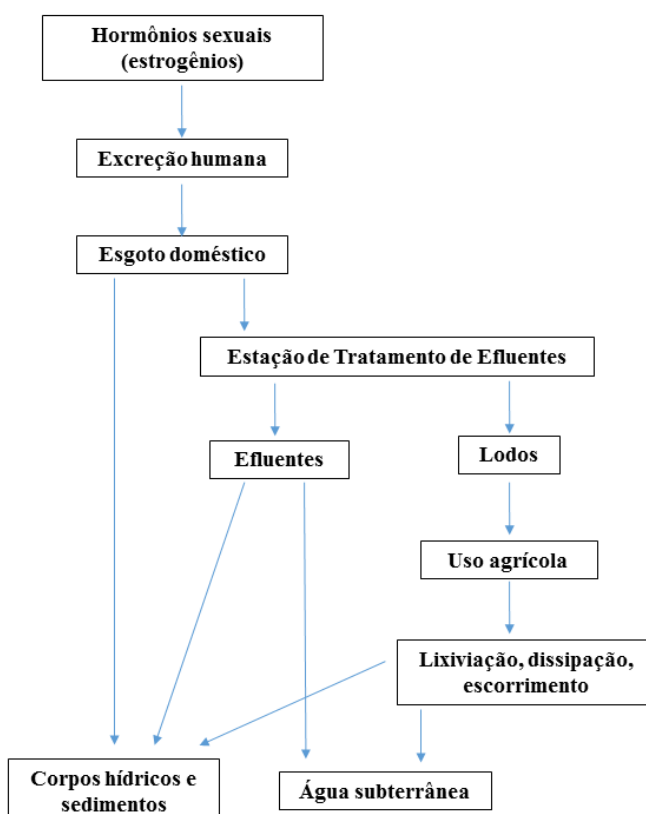 Hormônios sexuais
(estrogênios)
Excreção humana
Esgoto doméstico
Estação de Tratamento de Efluentes
Efluentes
Lodos
Uso agrícola
Lixiviação, dissipação,
escorrimento
Corpos hídricos e
sedimentos
Água subterrânea